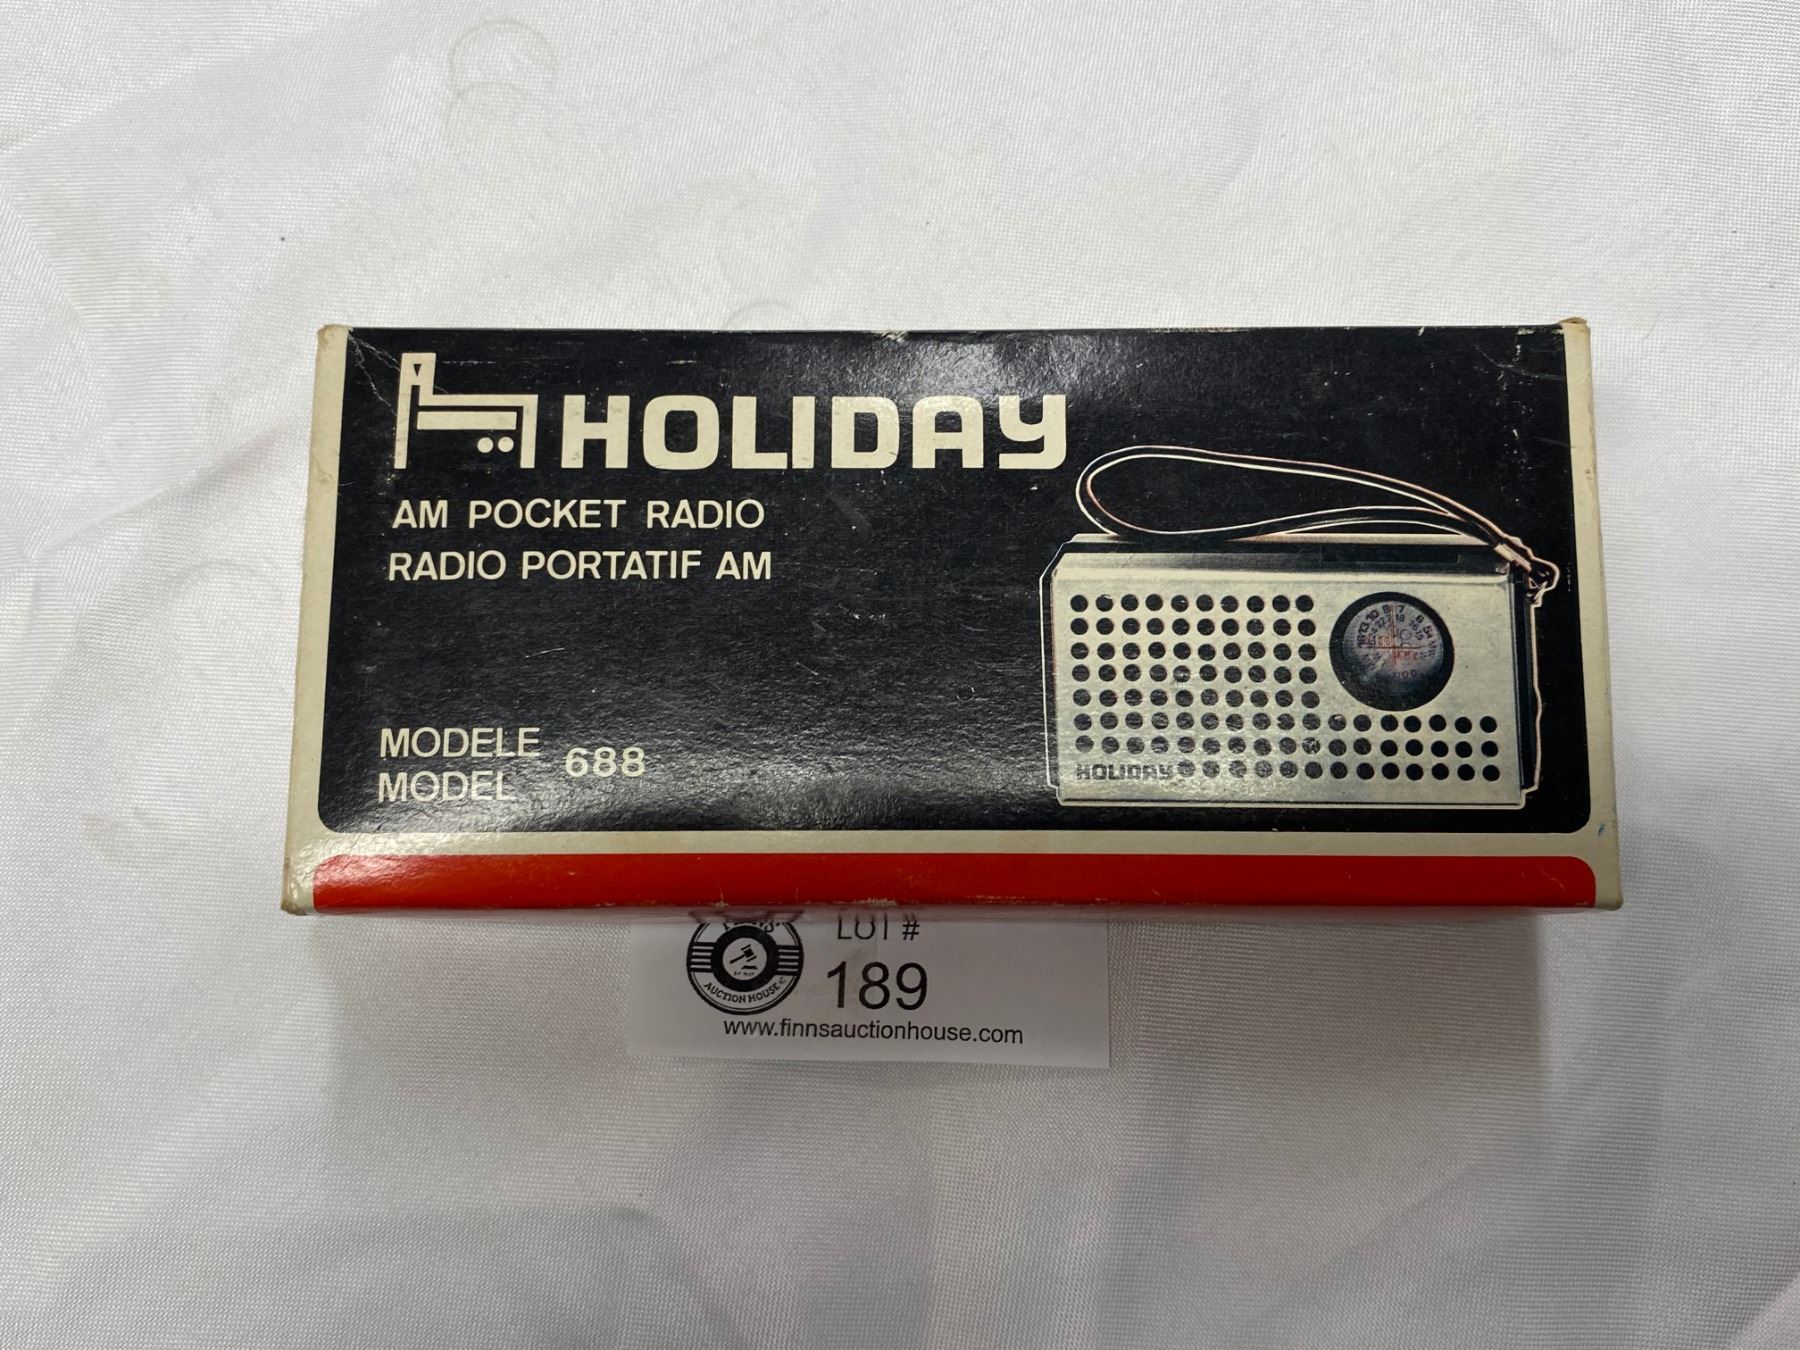 HOLIDAY
AM POCKET RADIO
RADIO PORTATIF AM
MODELE
MODEL
688
HOLIDAY
LOT #
189
AUCTION HOUSE
www.finnsauctionhouse.com